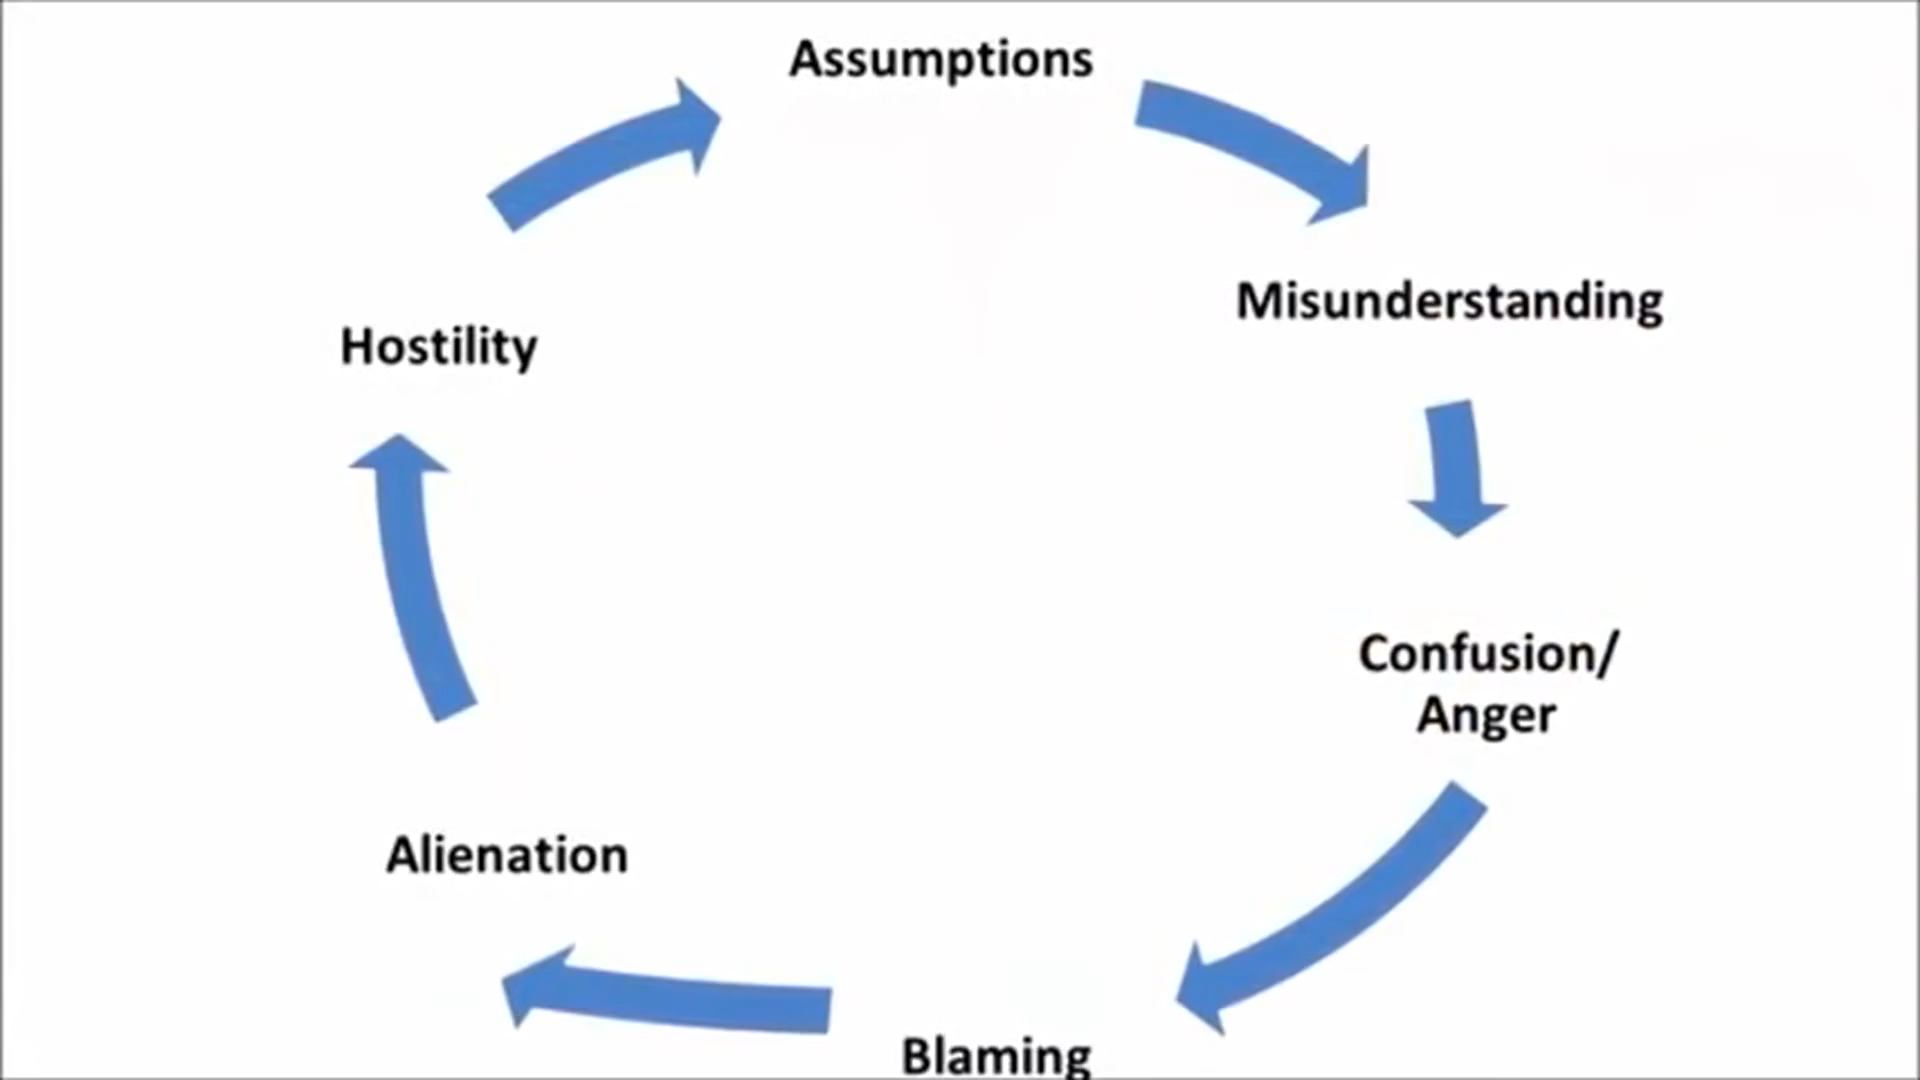 Assumptions
Misunderstanding
Confusion/
Anger
Blaming
Alienation
Hostility